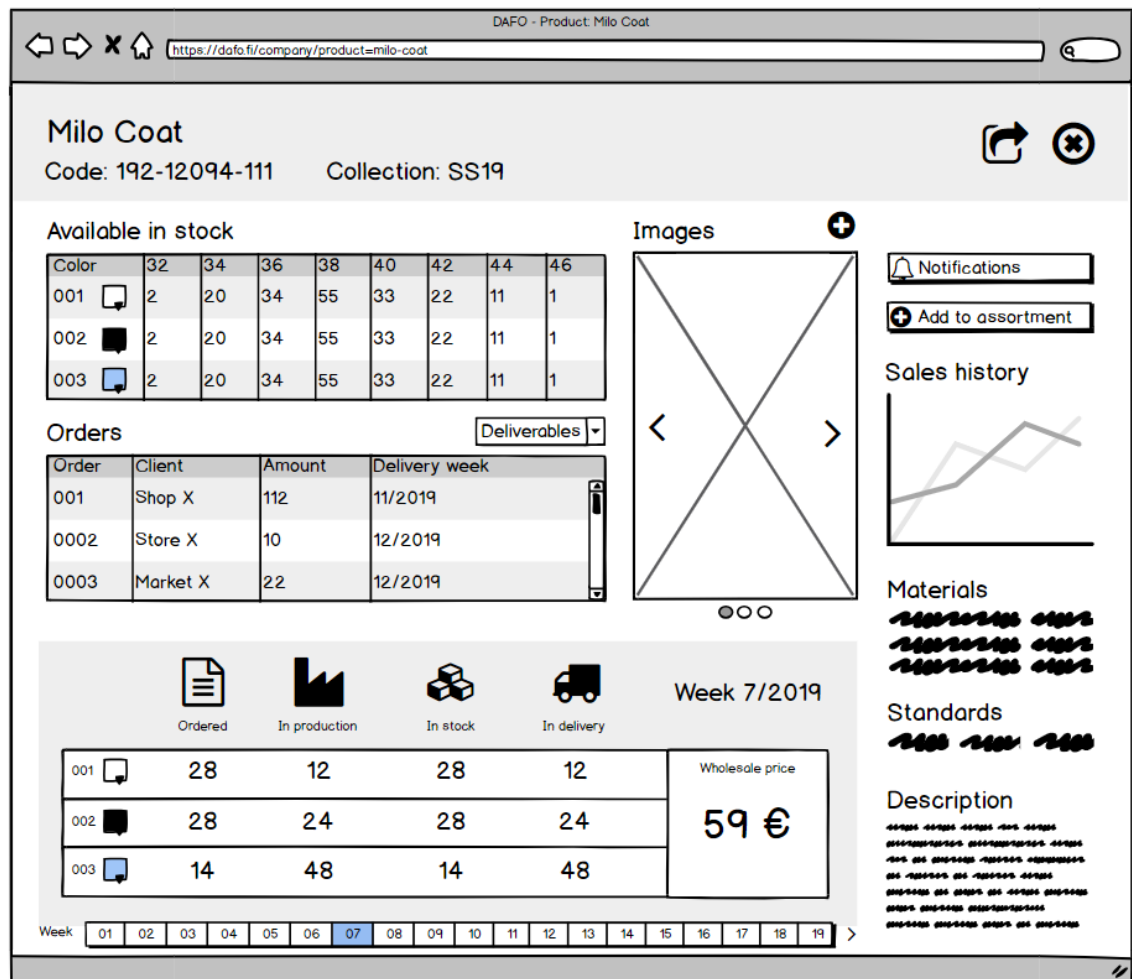 DAFO - Product: Milo Coat
https://dafo.fi/company/product=milo-coat
Milo Coat
Code: 192-12094-111 Collection: SS19
Available in stock
Color 32 34 36 38 40 42 44 46
001 2 20 34 55 33 22 11 1
002 2 20 34 55 33 22 11 1
003 2 20 34 55 33 22 11 1
Orders Deliverables
Order Client Amount Delivery week
001 Shop X 112 11/2019
0002 Store X 10 12/2019
0003 Market X 22 12/2019
Images
Notifications
Add to assortment
Sales history
Materials
Standards
Description
Week 7/2019
Ordered In production In stock In delivery
001 28 12 28 12
002 28 24 28 24
003 14 48 14 48
Wholesale price
59 €
Week 01 02 03 04 05 06 07 08 09 10 11 12 13 14 15 16 17 18 19